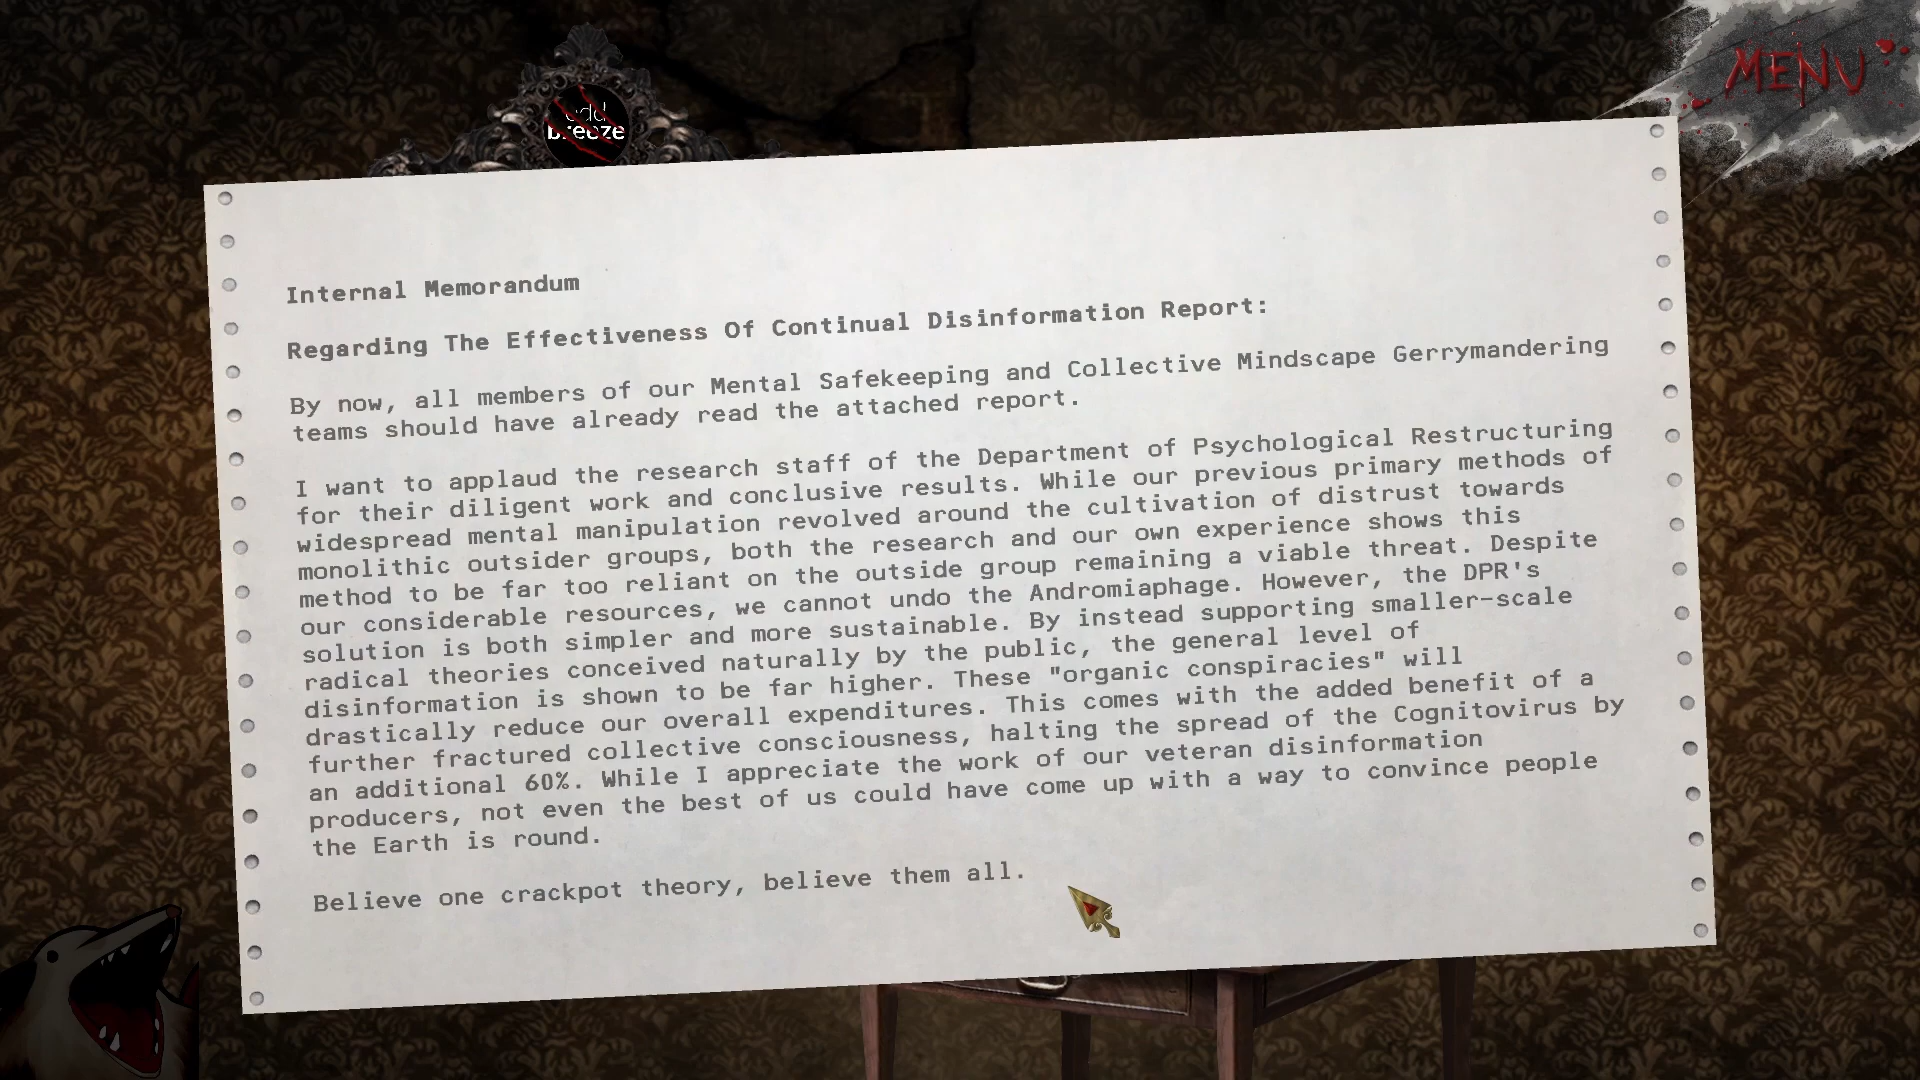 odd
breeze
MENU
Internal Memorandum
Regarding The Effectiveness Of Continual Disinformation Report:
By now, all members of our Mental Safekeeping and Collective Mindscape Gerrymandering
teams should have already read the attached report.
I want to applaud the research staff of the Department of Psychological Restructuring
for their diligent work and conclusive results. While our previous primary methods of
widespread mental manipulation revolved around the cultivation of distrust towards
monolithic outsider groups, both the research and our own experience shows this
method to be far too reliant on the outside group remaining a viable threat. Despite
our considerable resources, we cannot undo the Andromiaphage. However, the DPR's
solution is both simpler and more sustainable. By instead supporting smaller-scale
radical theories conceived naturally by the public, the general level of
disinformation is shown to be far higher. These "organic conspiracies" will
drastically reduce our overall expenditures. This comes with the added benefit of a
further fractured collective consciousness, halting the spread of the Cognitovirus by
an additional 60%. While I appreciate the work of our veteran disinformation
producers, not even the best of us could have come up with a way to convince people
the Earth is round.
Believe one crackpot theory, believe them all.